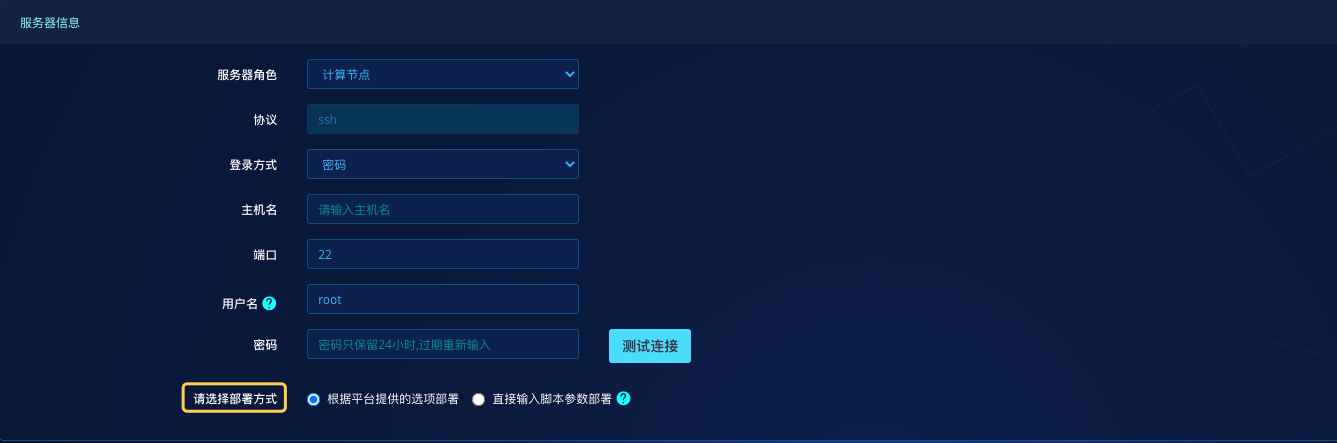 服务器信息
服务器角色 计算节点
协议 ssh
登录方式 密码
主机名 请输入主机名
端口 22
用户名 ? root
密码 密码只保留24小时,过期重新输入 测试连接
请选择部署方式 根据平台提供的选项部署 直接输入脚本参数部署 ?